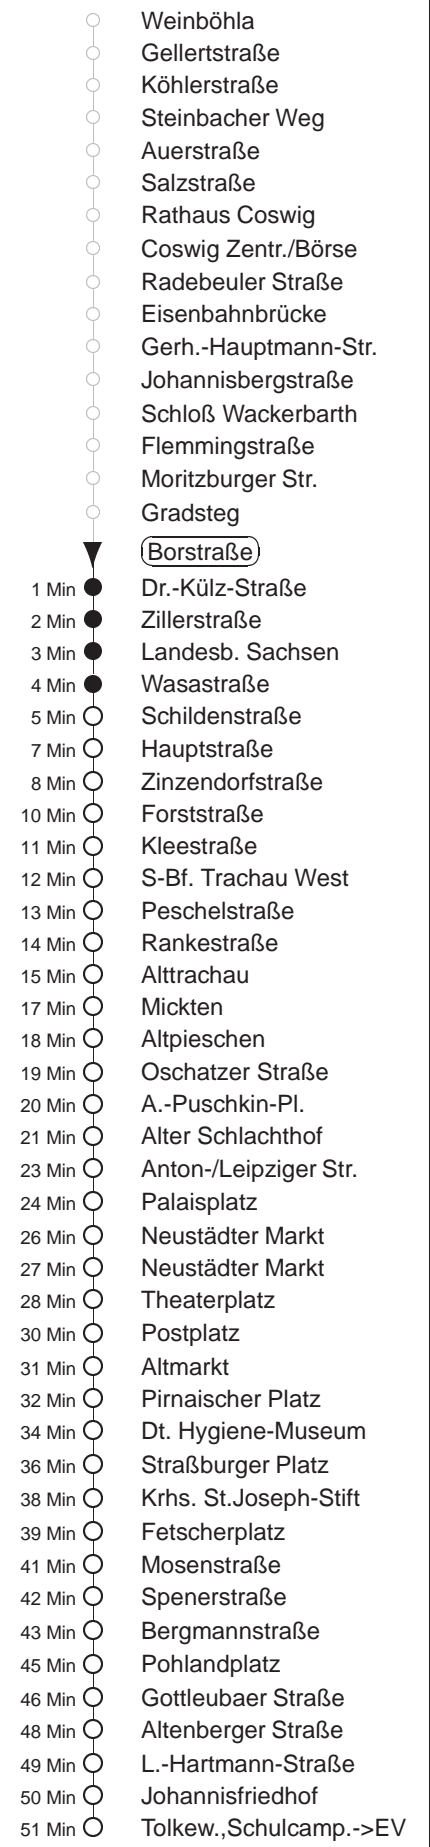 Weinböhla
Gellertstraße
Köhlerstraße
Steinbacher Weg
Auerstraße
Salzstraße
Rathaus Coswig
Coswig Zentr./Börse
Radebeuler Straße
Eisenbahnbrücke
Gerh.-Hauptmann-Str.
Johannisbergstraße
Schloß Wackerbarth
Flemmingstraße
Moritzburger Str.
Gradsteg
Borstraße
1 Min Dr.-Külz-Straße
2 Min Zillerstraße
3 Min Landesb. Sachsen
4 Min Wasastraße
5 Min Schildenstraße
7 Min Hauptstraße
8 Min Zinzendorfstraße
10 Min Forststraße
11 Min Kleestraße
12 Min S-Bf. Trachau West
13 Min Peschelstraße
14 Min Rankestraße
15 Min Alttrachau
17 Min Mickten
18 Min Altpieschen
19 Min Oschatzer Straße
20 Min A.-Puschkin-Pl.
21 Min Alter Schlachthof
23 Min Anton-/Leipziger Str.
24 Min Palaisplatz
26 Min Neustädter Markt
27 Min Neustädter Markt
28 Min Theaterplatz
30 Min Postplatz
31 Min Altmarkt
32 Min Pirnaischer Platz
34 Min Dt. Hygiene-Museum
36 Min Straßburger Platz
38 Min Krhs. St.Joseph-Stift
39 Min Fetscherplatz
41 Min Mosenstraße
42 Min Spenerstraße
43 Min Bergmannstraße
45 Min Pohlandplatz
46 Min Gottleubaer Straße
48 Min Altenberger Straße
49 Min L.-Hartmann-Straße
50 Min Johannisfriedhof
51 Min Tolkew.,Schulcamp.->EV